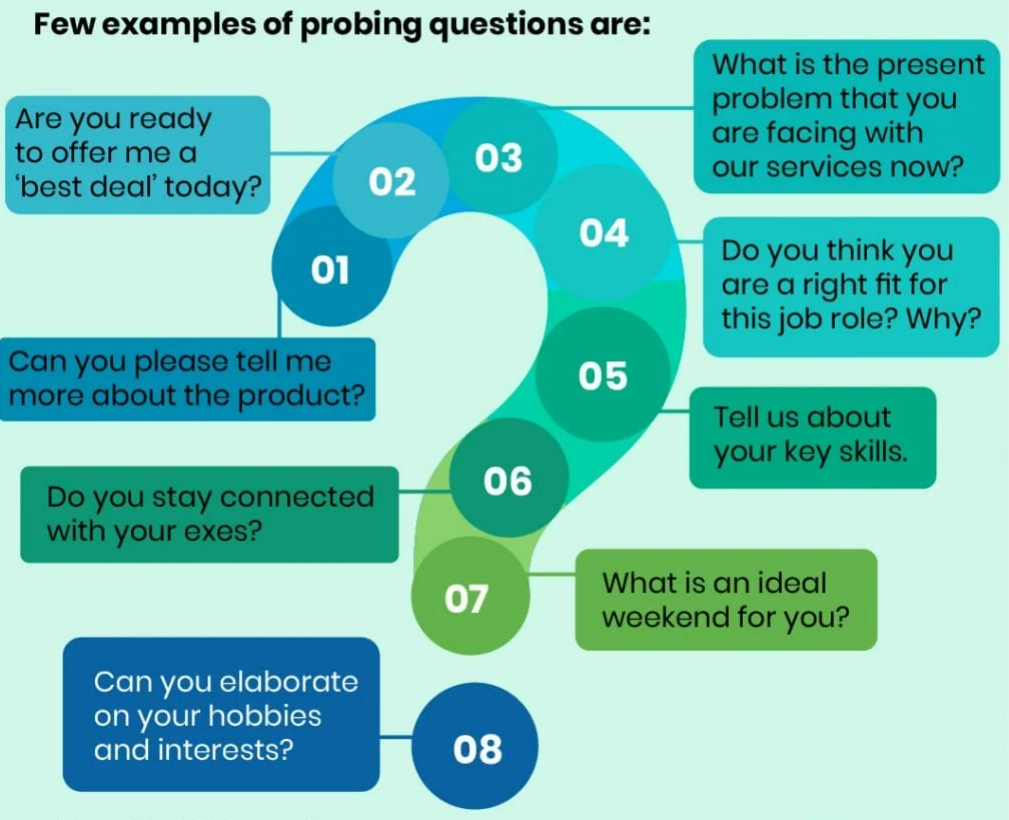 Few examples of probing questions are:
01
Can you please tell me
more about the product?
02
Are you ready
to offer me a
‘best deal’ today?
03
What is the present
problem that you
are facing with
our services now?
04
Do you think you
are a right fit for
this job role? Why?
05
Tell us about
your key skills.
06
Do you stay connected
with your exes?
07
What is an ideal
weekend for you?
08
Can you elaborate
on your hobbies
and interests?